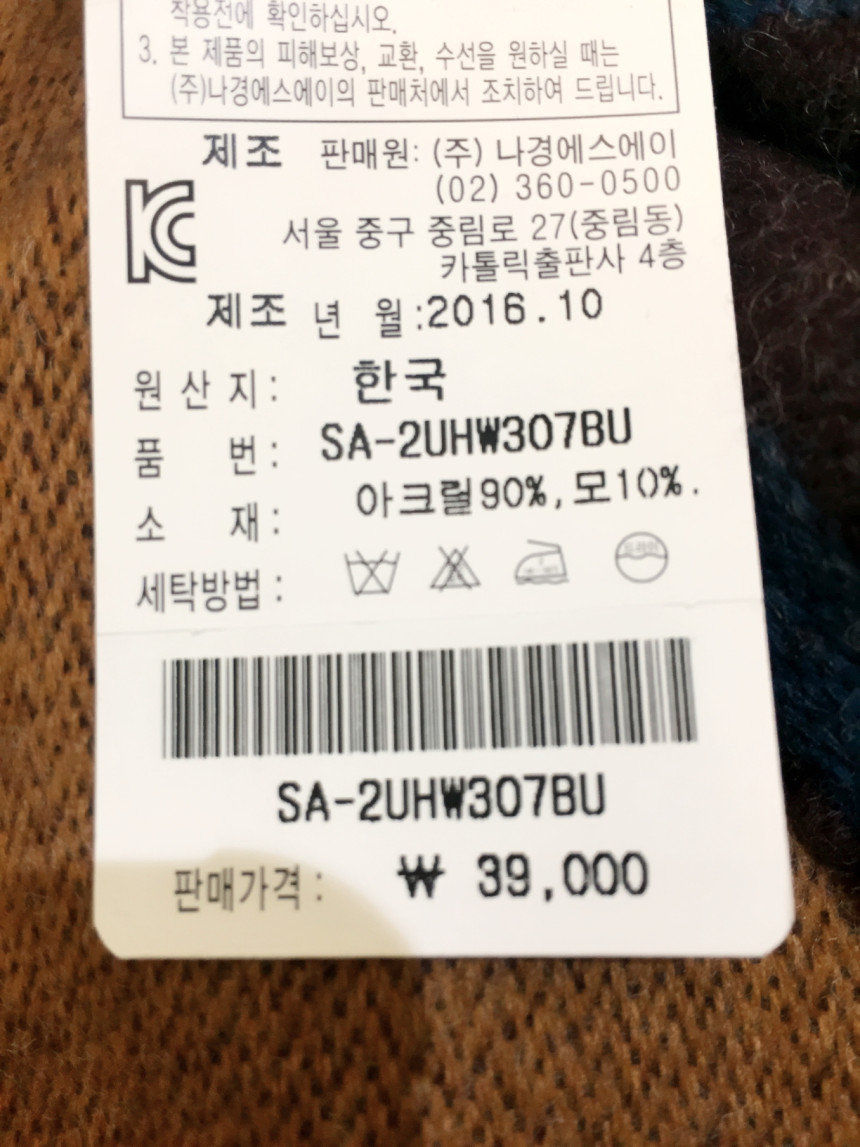 착용전에 확인하십시오.
3. 본 제품의 피해보상, 교환, 수선을 원하실 때는
(주)나경에스에이의 판매처에서 조치하여 드립니다.
제조 판매원: (주) 나경에스에이
(02) 360-0500
서울 중구 중림로 27(중림동)
카톨릭출판사 4층
제조 년 월:2016.10
원 산 지: 한국
품 번: SA-2UHW307BU
소 재: 아크릴90%,모10%.
세탁방법:
SA-2UHW307BU
판매가격: ₩ 39,000